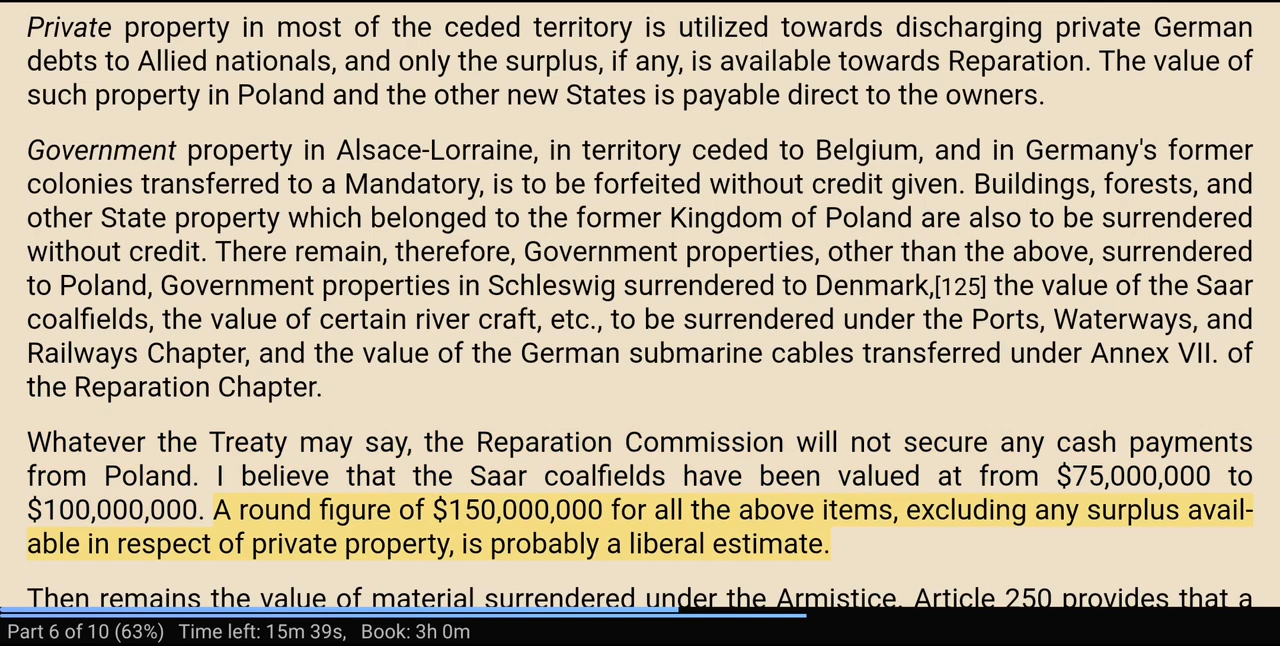 Private property in most of the ceded territory is utilized towards discharging private German
debts to Allied nationals, and only the surplus, if any, is available towards Reparation. The value of
such property in Poland and the other new States is payable direct to the owners.
Government property in Alsace-Lorraine, in territory ceded to Belgium, and in Germany's former
colonies transferred to a Mandatory, is to be forfeited without credit given. Buildings, forests, and
other State property which belonged to the former Kingdom of Poland are also to be surrendered
without credit. There remain, therefore, Government properties, other than the above, surrendered
to Poland, Government properties in Schleswig surrendered to Denmark,[125] the value of the Saar
coalfields, the value of certain river craft, etc., to be surrendered under the Ports, Waterways, and
Railways Chapter, and the value of the German submarine cables transferred under Annex VII. of
the Reparation Chapter.
Whatever the Treaty may say, the Reparation Commission will not secure any cash payments
from Poland. I believe that the Saar coalfields have been valued at from $75,000,000 to
$100,000,000. A round figure of $150,000,000 for all the above items, excluding any surplus avail-
able in respect of private property, is probably a liberal estimate.
Then remains the value of material surrendered under the Armistice. Article 250 provides that a
Part 6 of 10 (63%) Time left: 15m 39s, Book: 3h 0m